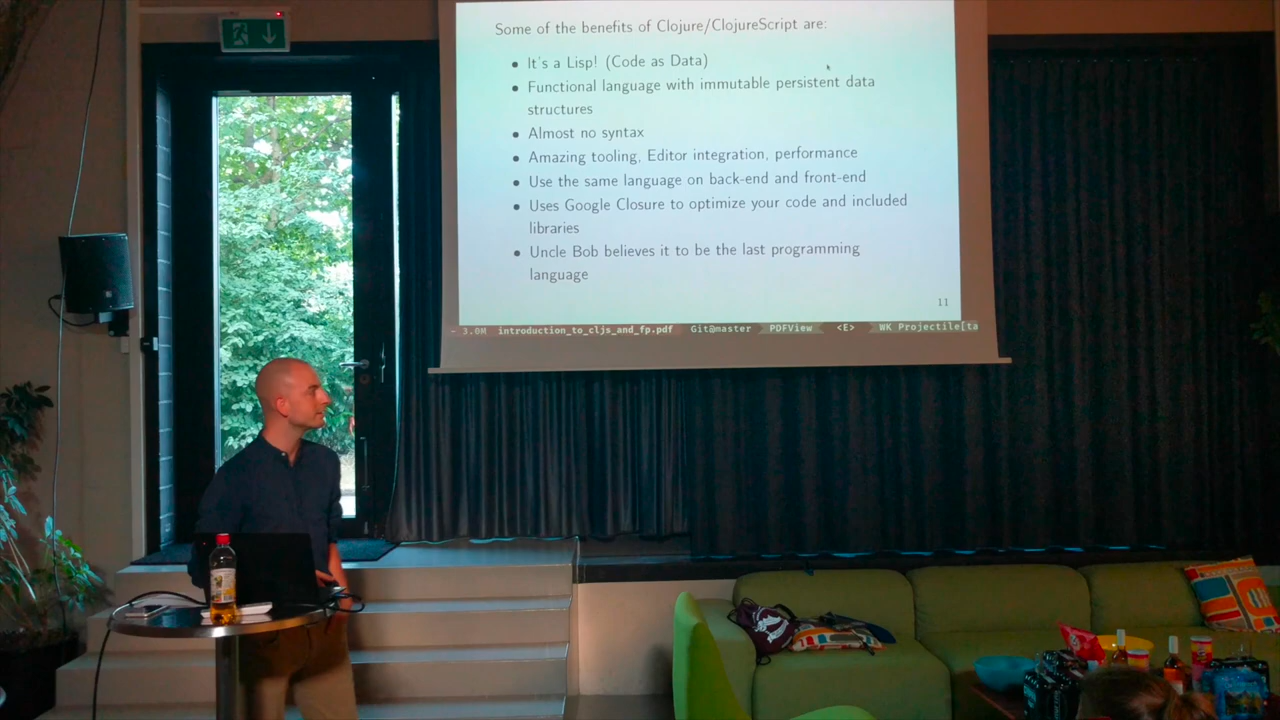 Some of the benefits of Clojure/ClojureScript are:
• It's a Lisp! (Code as Data)
• Functional language with immutable persistent data
structures
• Almost no syntax
• Amazing tooling, Editor integration, performance
• Use the same language on back-end and front-end
• Uses Google Closure to optimize your code and included
libraries
• Uncle Bob believes it to be the last programming
language
11
- 3.0M introduction_to_cljs_and_fp.pdf Git@master PDFView <E> WK Projectile[ta